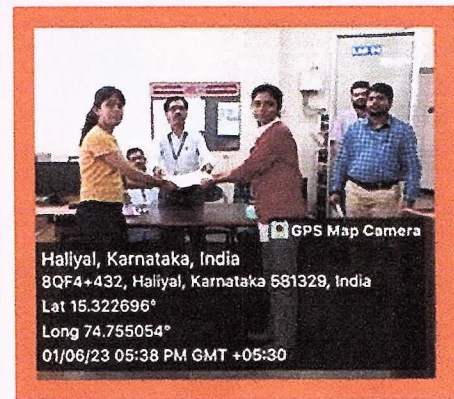 GPS Map Camera
Haliyal, Karnataka, India
8QF4+432, Haliyal, Karnataka 581329, India
Lat 15.322696°
Long 74.755054°
01/06/23 05:38 PM GMT +05:30